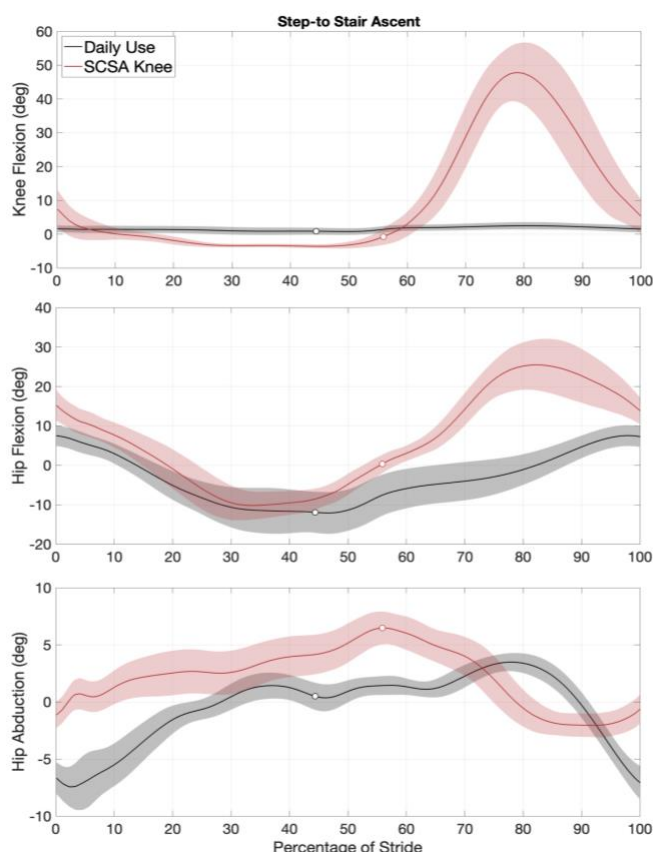 Step-to Stair Ascent
Daily Use
SCSA Knee
Knee Flexion (deg)
60
50
40
30
20
10
0
-10
0 10 20 30 40 50 60 70 80 90 100
Hip Flexion (deg)
40
30
20
10
0
-10
-20
0 10 20 30 40 50 60 70 80 90 100
Hip Abduction (deg)
10
5
0
-5
-10
0 10 20 30 40 50 60 70 80 90 100
Percentage of Stride